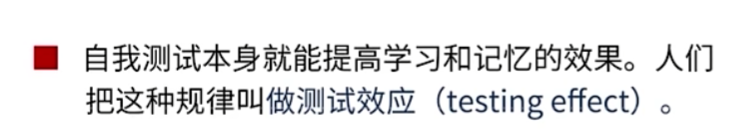 自我测试本身就能提高学习和记忆的效果。人们
把这种规律叫做测试效应（testing effect）。